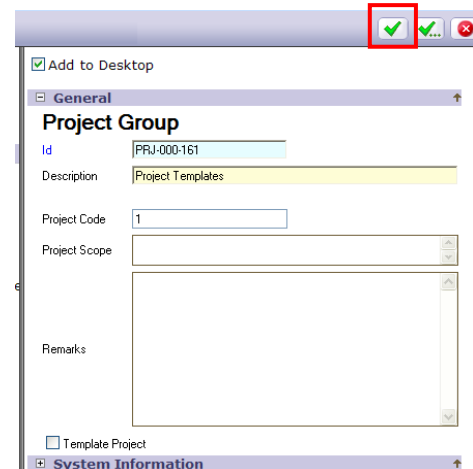 Add to Desktop
General
Project Group
Id PRJ-000-161
Description Project Templates
Project Code 1
Project Scope
e
Remarks
Template Project
System Information